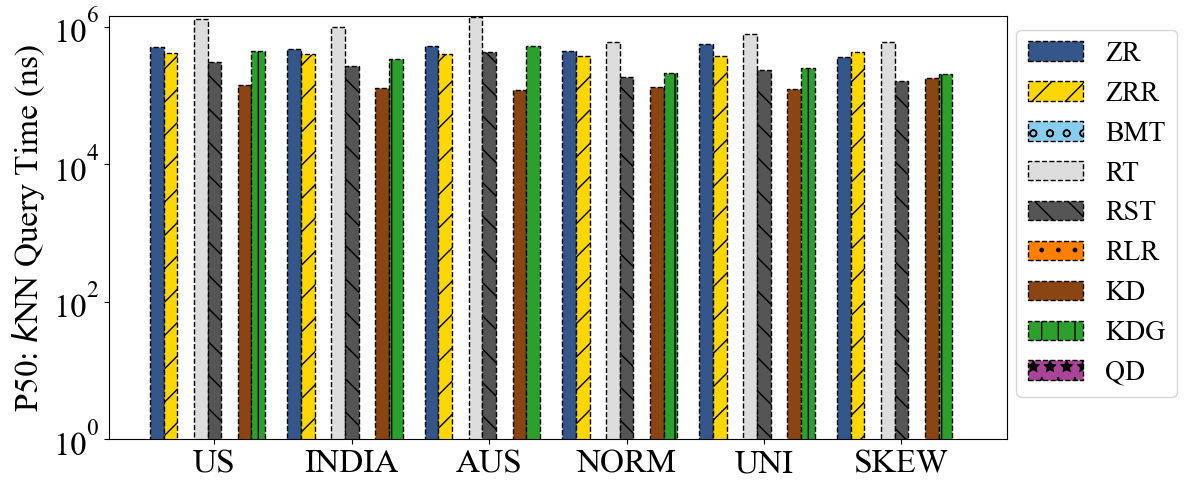 P50: kNN Query Time (ns)
10^6
10^4
10^2
10^0
US INDIA AUS NORM UNI SKEW
ZR
ZRR
BMT
RT
RST
RLR
KD
KDG
QD